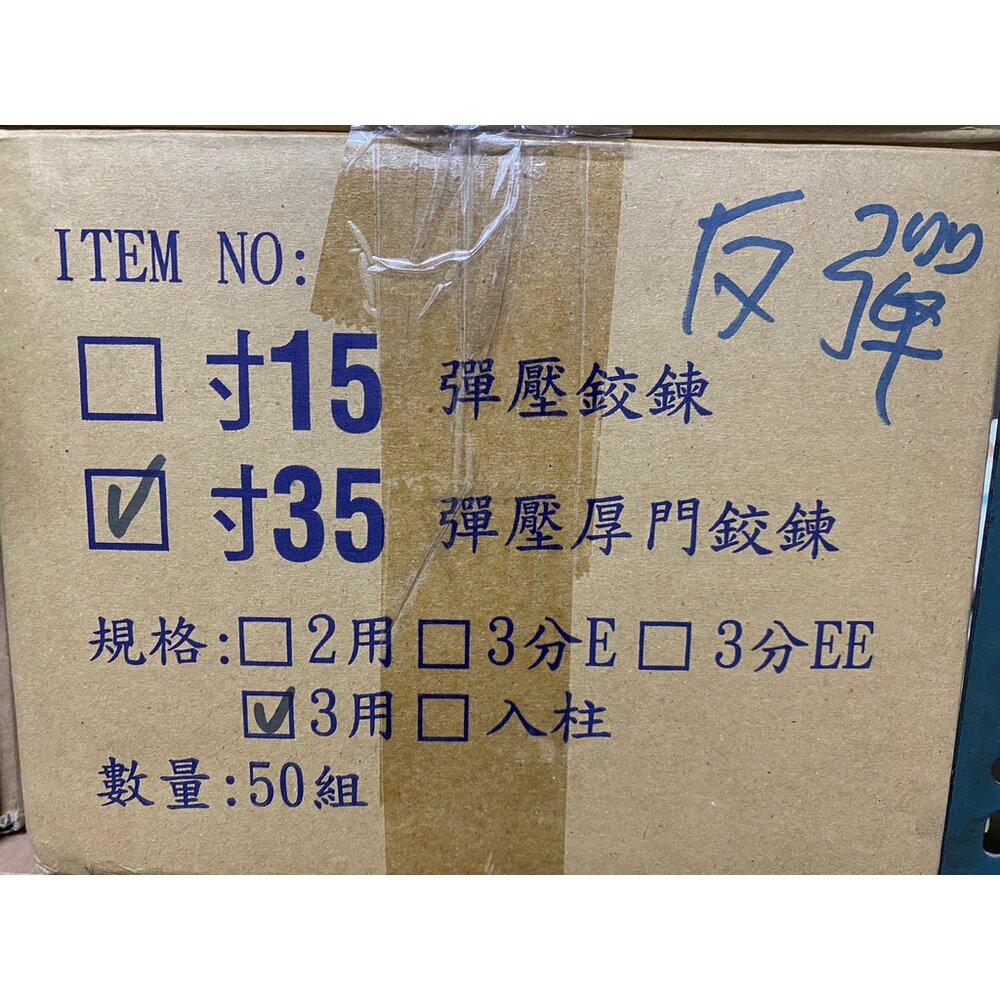 ITEM NO:
反彈
□ 寸15 彈壓鉸鍊
☑ 寸35 彈壓厚門鉸鍊
規格:□2用□3分E□3分EE
☑3用□入柱
數量:50組